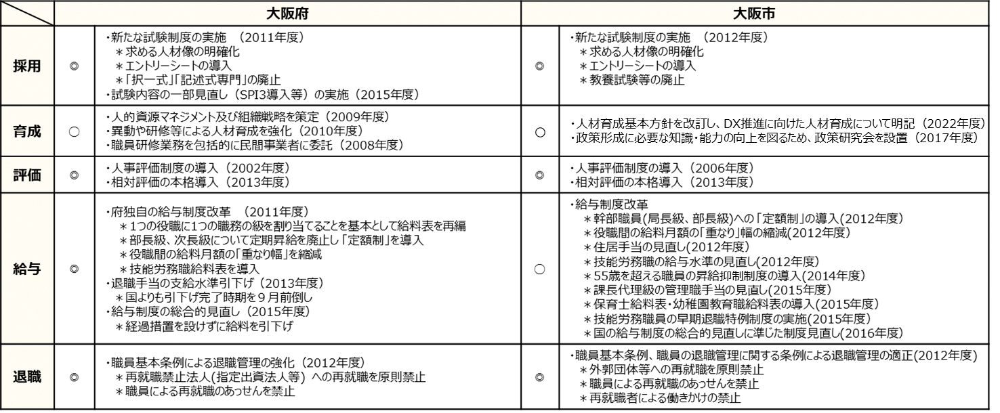 大阪府
大阪市
採用
◎
・新たな試験制度の実施 （2011年度）
＊求める人材像の明確化
＊エントリーシートの導入
＊「択一式」「記述式専門」の廃止
・試験内容の一部見直し（SPI3導入等）の実施（2015年度）
◎
・新たな試験制度の実施 （2012年度）
＊求める人材像の明確化
＊エントリーシートの導入
＊教養試験等の廃止
育成
○
・人的資源マネジメント及び組織戦略を策定（2009年度）
・異動や研修等による人材育成を強化（2010年度）
・職員研修業務を包括的に民間事業者に委託（2008年度）
○
・人材育成基本方針を改訂し、DX推進に向けた人材育成について明記（2022年度）
・政策形成に必要な知識・能力の向上を図るため、政策研究会を設置（2017年度）
評価
◎
・人事評価制度の導入（2002年度）
・相対評価の本格導入（2013年度）
◎
・人事評価制度の導入（2006年度）
・相対評価の本格導入（2013年度）
給与
◎
・府独自の給与制度改革 （2011年度）
＊1つの役職に1つの職務の級を割り当てることを基本として給料表を再編
＊部長級、次長級について定期昇給を廃止し「定額制」を導入
＊役職間の給料月額の「重なり幅」を縮減
＊技能労務職給料表を導入
・退職手当の支給水準引下げ（2013年度）
＊国よりも引下げ完了時期を９月前倒し
・給与制度の総合的見直し（2015年度）
＊経過措置を設けずに給料を引下げ
○
・給与制度改革
＊幹部職員(局長級、部長級)への「定額制」の導入(2012年度）
＊役職間の給料月額の「重なり」幅の縮減(2012年度）
＊住居手当の見直し(2012年度）
＊技能労務職の給与水準の見直し(2012年度）
＊55歳を超える職員の昇給抑制制度の導入(2014年度）
＊課長代理級の管理職手当の見直し(2015年度）
＊保育士給料表・幼稚園教育職給料表の導入(2015年度）
＊技能労務職員の早期退職特例制度の実施(2015年度）
＊国の給与制度の総合的見直しに準じた制度見直し(2016年度）
退職
◎
・職員基本条例による退職管理の強化（2012年度）
＊再就職禁止法人(指定出資法人等) への再就職を原則禁止
＊職員による再就職のあっせんを禁止
◎
・職員基本条例、職員の退職管理に関する条例による退職管理の適正(2012年度)
＊外郭団体等への再就職を原則禁止
＊職員による再就職のあっせんを禁止
＊再就職者による働きかけの禁止